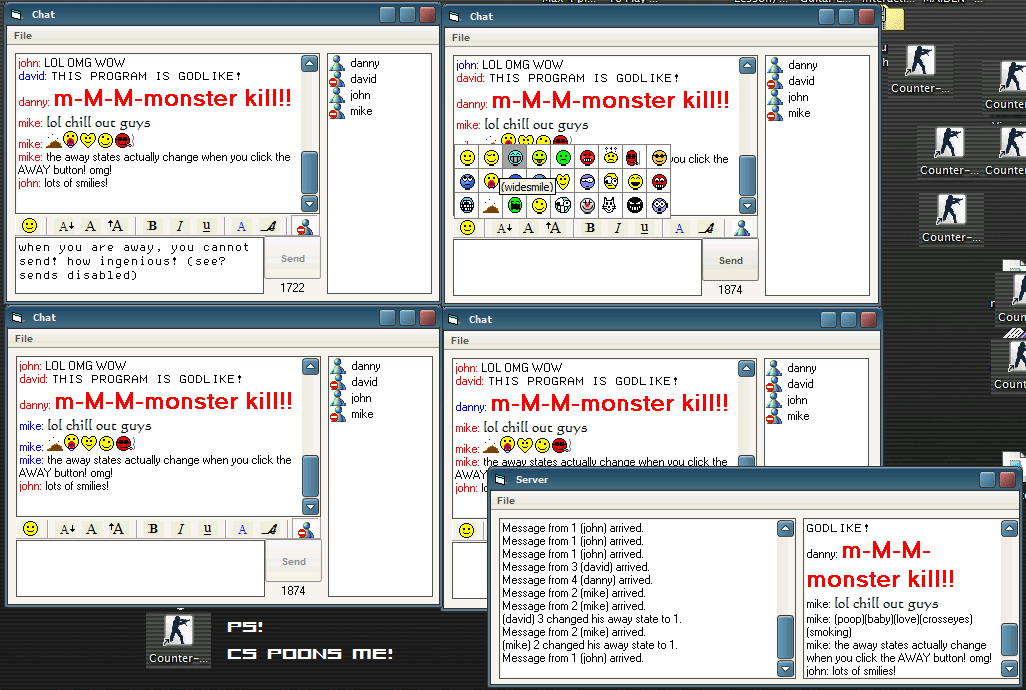 Chat
File
john: LOL OMG WOW
david: THIS PROGRAM IS GODLIKE!
danny: m-M-M-monster kill!!
mike: lol chill out guys
mike:
mike: the away states actually change when you click the
AWAY button! omg!
john: lots of smilies!
danny
david
john
mike
A A A B I u A A
when you are away, you cannot
send! how ingenious! (see?
sends disabled)
Send
1722
Chat
File
john: LOL OMG WOW
david: THIS PROGRAM IS GODLIKE!
danny: m-M-M-monster kill!!
mike: lol chill out guys
mike:
you click the
(widesmile)
danny
david
john
mike
A A A B I u A A
Send
1874
Chat
File
john: LOL OMG WOW
david: THIS PROGRAM IS GODLIKE!
danny: m-M-M-monster kill!!
mike: lol chill out guys
mike:
mike: the away states actually change when you click the
AWAY button! omg!
john: lots of smilies!
danny
david
john
mike
A A A B I u A A
Send
1874
Chat
File
john: LOL OMG WOW
david: THIS PROGRAM IS GODLIKE!
danny: m-M-M-monster kill!!
mike: lol chill out guys
mike:
mike: the away states actually change when you click the
AWAY
john: lo
danny
david
john
mike
Server
File
Message from 1 (john) arrived.
Message from 1 (john) arrived.
Message from 1 (john) arrived.
Message from 3 (david) arrived.
Message from 4 (danny) arrived.
Message from 2 (mike) arrived.
Message from 2 (mike) arrived.
(david) 3 changed his away state to 1.
Message from 2 (mike) arrived.
(mike) 2 changed his away state to 1.
Message from 1 (john) arrived.
GODLIKE!
danny: m-M-M-
monster kill!!
mike: lol chill out guys
mike: (poop)(baby)(love)(crosseyes)
(smoking)
mike: the away states actually change
when you click the AWAY button! omg!
john: lots of smilies!
Counter-...
Counter
Counter-...
Counter
Counter-...
Coun
Count
Counter-...
PS!
CS POONS ME!